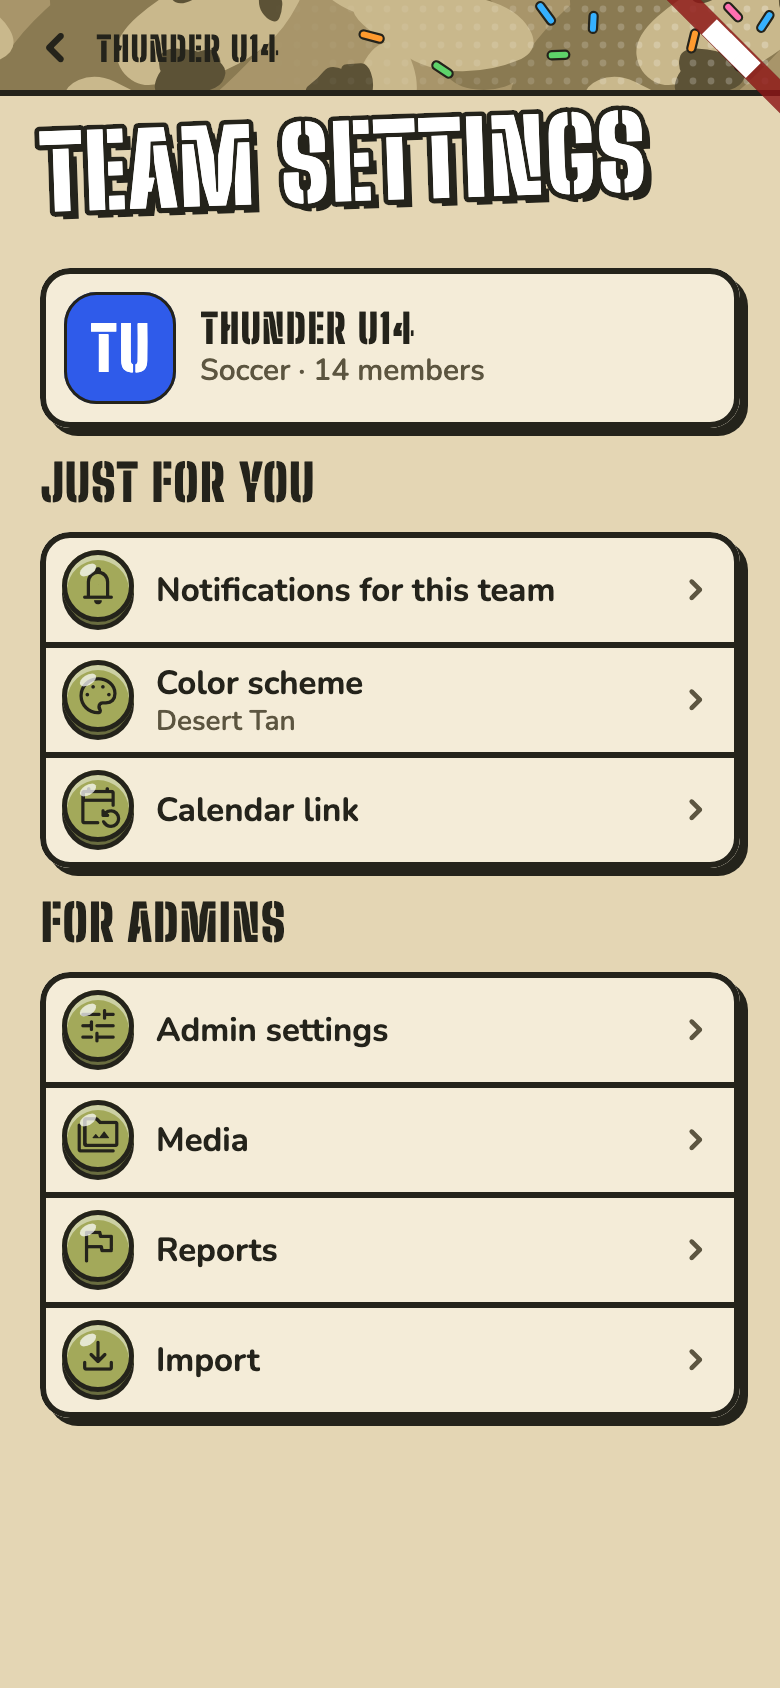 THUNDER U14
TEAM SETTINGS
TU
THUNDER U14
Soccer · 14 members
JUST FOR YOU
Notifications for this team
Color scheme
Desert Tan
Calendar link
FOR ADMINS
Admin settings
Media
Reports
Import